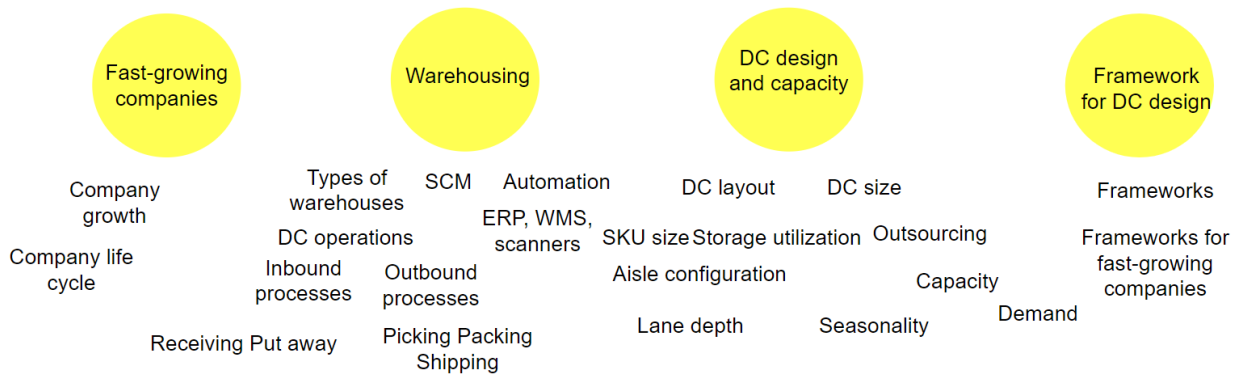 Fast-growing
companies
Warehousing
DC design
and capacity
Framework
for DC design
Company
growth
Company life
cycle
Types of
warehouses
SCM
Automation
ERP, WMS,
scanners
DC operations
Inbound
processes
Outbound
processes
Receiving Put away
Picking Packing
Shipping
DC layout
DC size
SKU size
Storage utilization
Outsourcing
Aisle configuration
Capacity
Lane depth
Seasonality
Demand
Frameworks
Frameworks for
fast-growing
companies